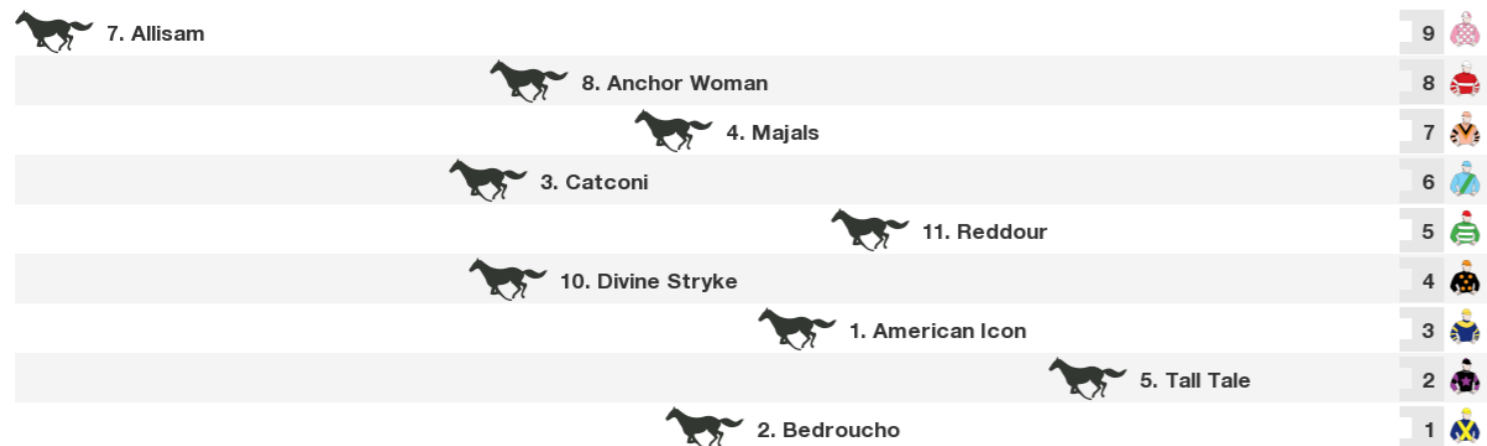 7. Allisam 9
8. Anchor Woman 8
4. Majals 7
3. Catconi 6
11. Reddour 5
10. Divine Stryke 4
1. American Icon 3
5. Tall Tale 2
2. Bedroucho 1